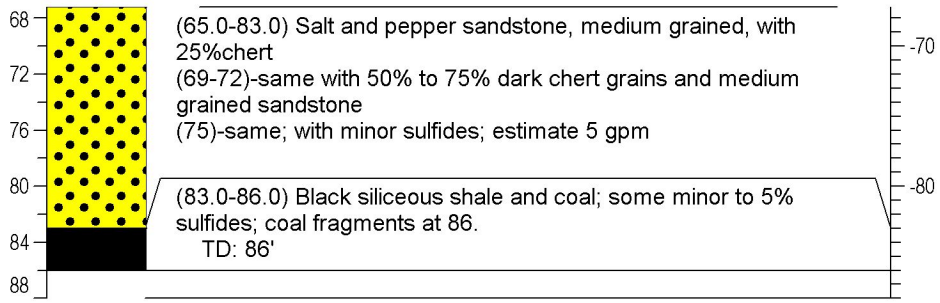 68
(65.0-83.0) Salt and pepper sandstone, medium grained, with
25%chert
-70
72
(69-72)-same with 50% to 75% dark chert grains and medium
grained sandstone
76
(75)-same; with minor sulfides; estimate 5 gpm
80
-80
(83.0-86.0) Black siliceous shale and coal; some minor to 5%
sulfides; coal fragments at 86.
84
TD: 86'
88